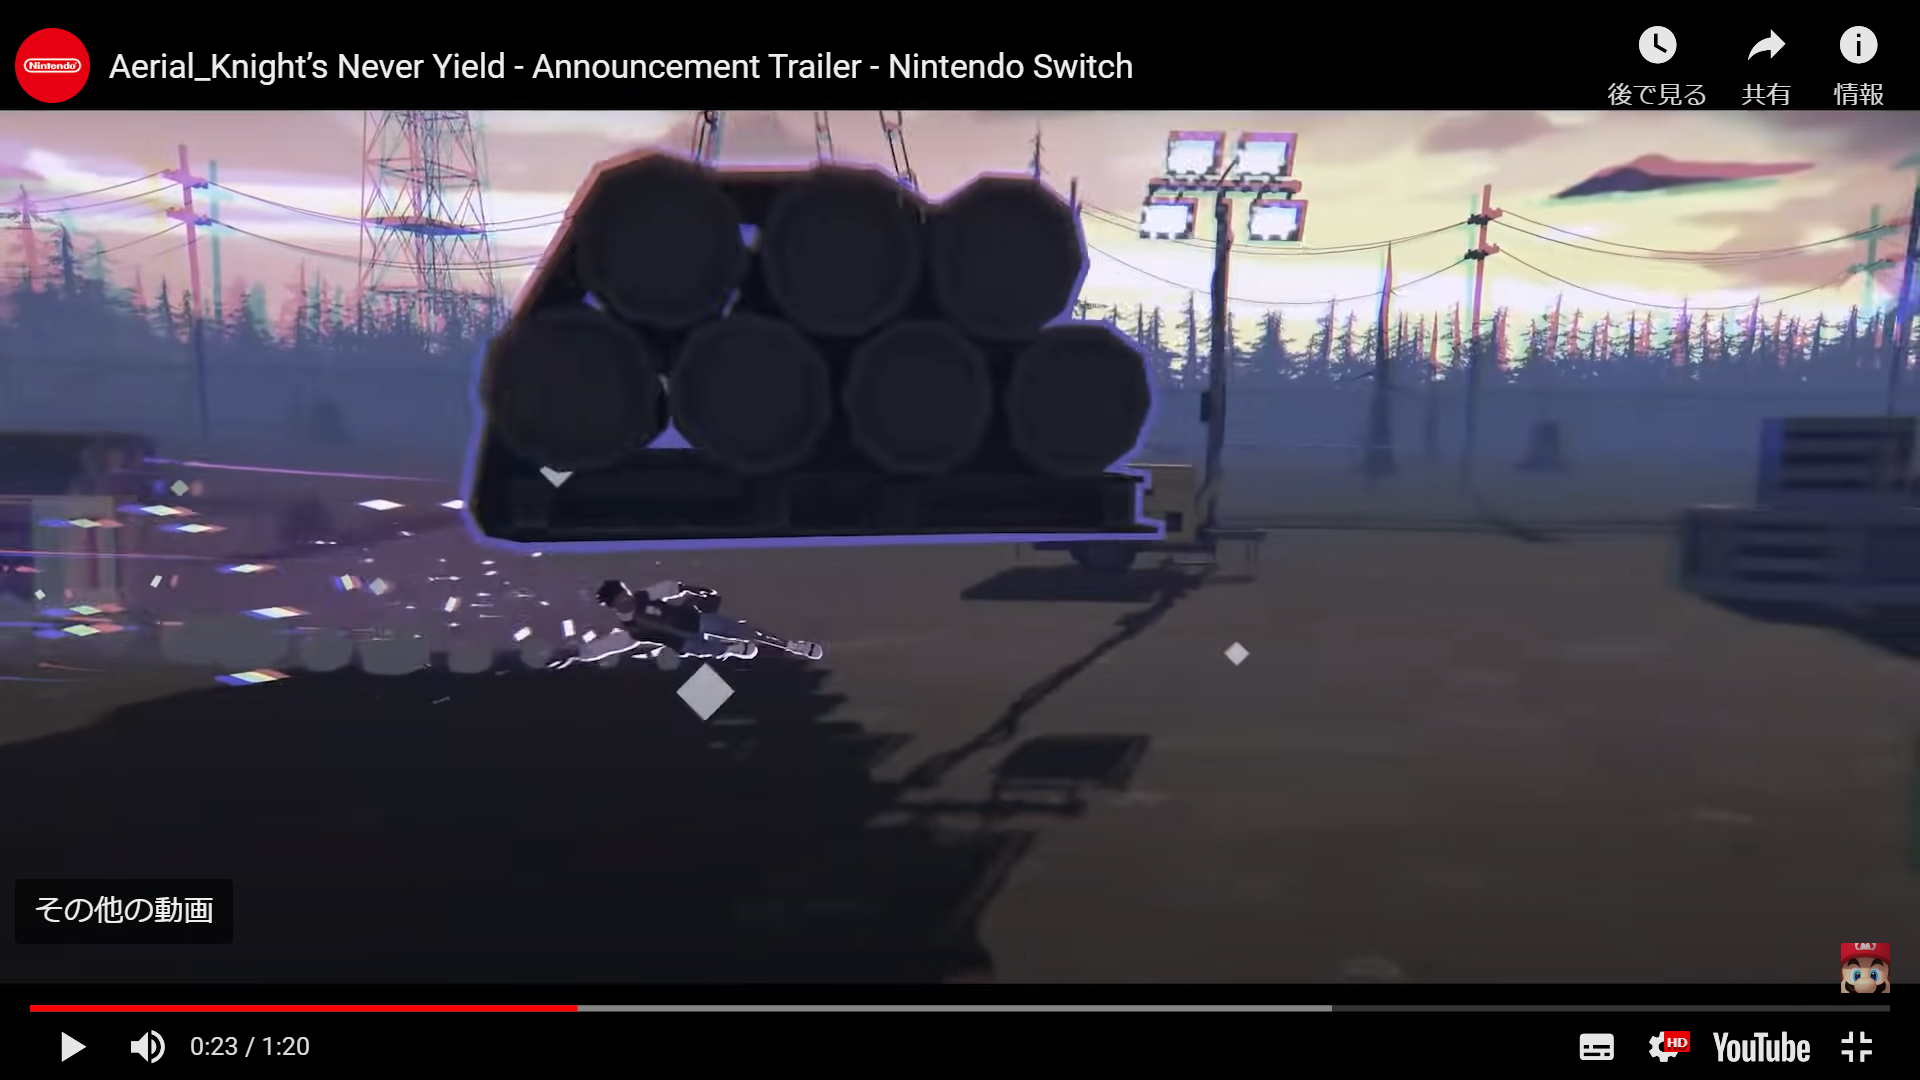 Nintendo
Aerial_Knight’s Never Yield - Announcement Trailer - Nintendo Switch
後で見る
共有
情報
その他の動画
0:23 / 1:20
HD
YouTube